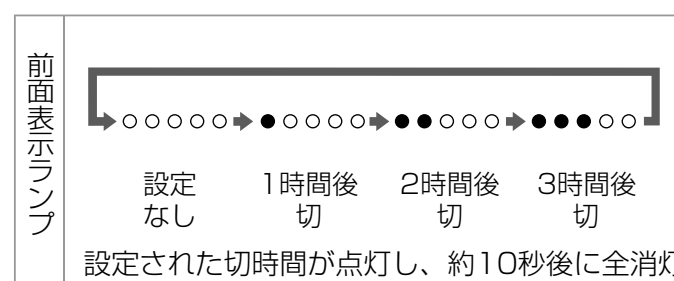 前面表示ランプ
○○○○○ ●○○○○ ●●○○○ ●●●○○
設定 1時間後 2時間後 3時間後
なし 切 切 切
設定された切時間が点灯し、約10秒後に全消灯